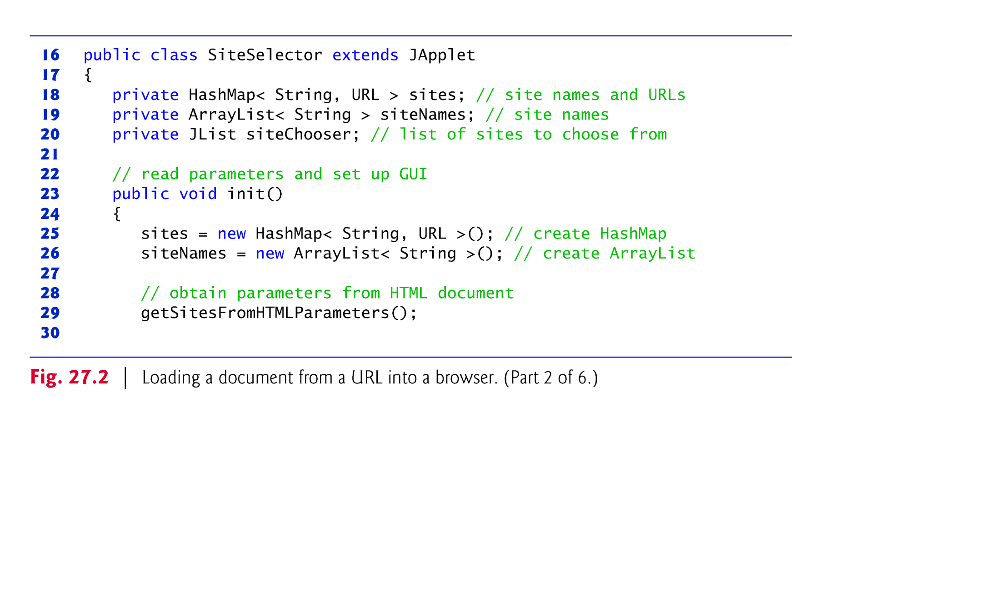 16 public class SiteSelector extends JApplet
17 {
18    private HashMap< String, URL > sites; // site names and URLs
19    private ArrayList< String > siteNames; // site names
20    private JList siteChooser; // list of sites to choose from
21
22    // read parameters and set up GUI
23    public void init()
24    {
25       sites = new HashMap< String, URL >(); // create HashMap
26       siteNames = new ArrayList< String >(); // create ArrayList
27
28       // obtain parameters from HTML document
29       getSitesFromHTMLParameters();
30
Fig. 27.2 | Loading a document from a URL into a browser. (Part 2 of 6.)